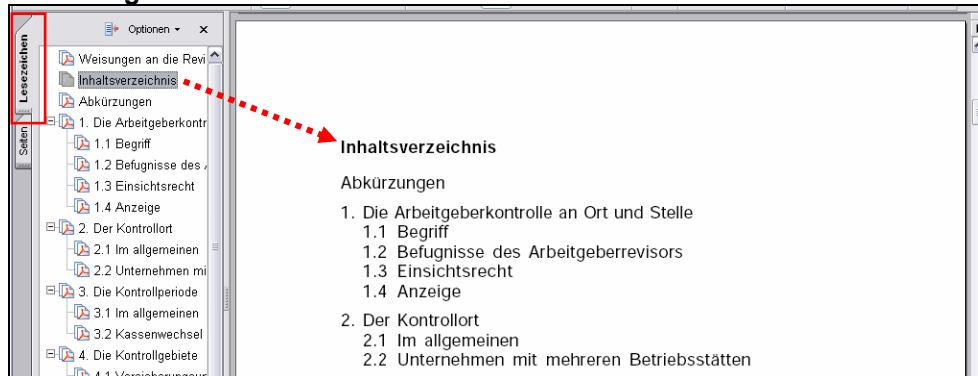 Optionen
Lesezeichen
Seiten
Weisungen an die Revi
Inhaltsverzeichnis
Abkürzungen
1. Die Arbeitgeberkontr
1.1 Begriff
1.2 Befugnisse des
1.3 Einsichtsrecht
1.4 Anzeige
2. Der Kontrollort
2.1 Im allgemeinen
2.2 Unternehmen mi
3. Die Kontrollperiode
3.1 Im allgemeinen
3.2 Kassenwechsel
4. Die Kontrollgebiete
Inhaltsverzeichnis
Abkürzungen
1. Die Arbeitgeberkontrolle an Ort und Stelle
1.1 Begriff
1.2 Befugnisse des Arbeitgeberrevisors
1.3 Einsichtsrecht
1.4 Anzeige
2. Der Kontrollort
2.1 Im allgemeinen
2.2 Unternehmen mit mehreren Betriebsstätten